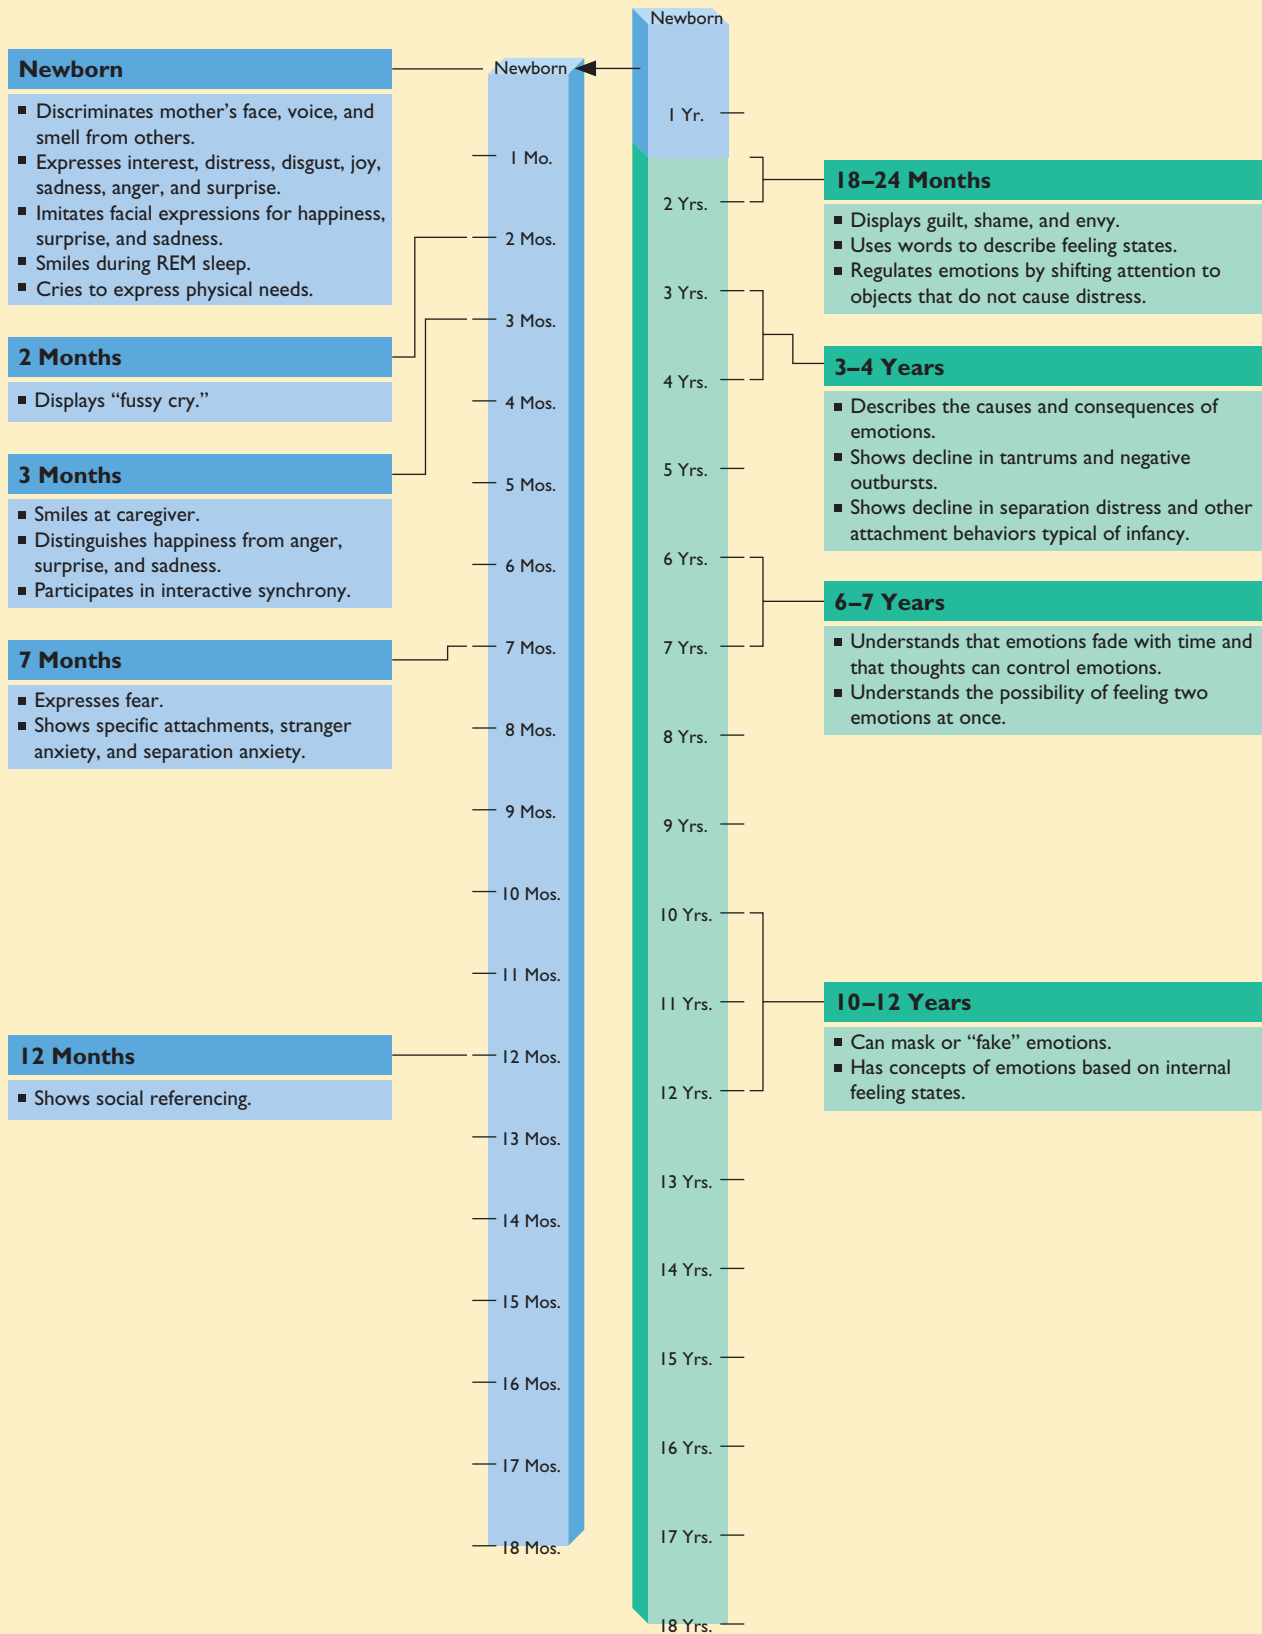 Newborn
■ Discriminates mother’s face, voice, and
smell from others.
■ Expresses interest, distress, disgust, joy,
sadness, anger, and surprise.
■ Imitates facial expressions for happiness,
surprise, and sadness.
■ Smiles during REM sleep.
■ Cries to express physical needs.
2 Months
■ Displays “fussy cry.”
3 Months
■ Smiles at caregiver.
■ Distinguishes happiness from anger,
surprise, and sadness.
■ Participates in interactive synchrony.
7 Months
■ Expresses fear.
■ Shows specific attachments, stranger
anxiety, and separation anxiety.
12 Months
■ Shows social referencing.
Newborn
1 Mo.
2 Mos.
3 Mos.
4 Mos.
5 Mos.
6 Mos.
7 Mos.
8 Mos.
9 Mos.
10 Mos.
11 Mos.
12 Mos.
13 Mos.
14 Mos.
15 Mos.
16 Mos.
17 Mos.
18 Mos.
Newborn
1 Yr.
2 Yrs.
3 Yrs.
4 Yrs.
5 Yrs.
6 Yrs.
7 Yrs.
8 Yrs.
9 Yrs.
10 Yrs.
11 Yrs.
12 Yrs.
13 Yrs.
14 Yrs.
15 Yrs.
16 Yrs.
17 Yrs.
18 Yrs.
18–24 Months
■ Displays guilt, shame, and envy.
■ Uses words to describe feeling states.
■ Regulates emotions by shifting attention to
objects that do not cause distress.
3–4 Years
■ Describes the causes and consequences of
emotions.
■ Shows decline in tantrums and negative
outbursts.
■ Shows decline in separation distress and other
attachment behaviors typical of infancy.
6–7 Years
■ Understands that emotions fade with time and
that thoughts can control emotions.
■ Understands the possibility of feeling two
emotions at once.
10–12 Years
■ Can mask or “fake” emotions.
■ Has concepts of emotions based on internal
feeling states.